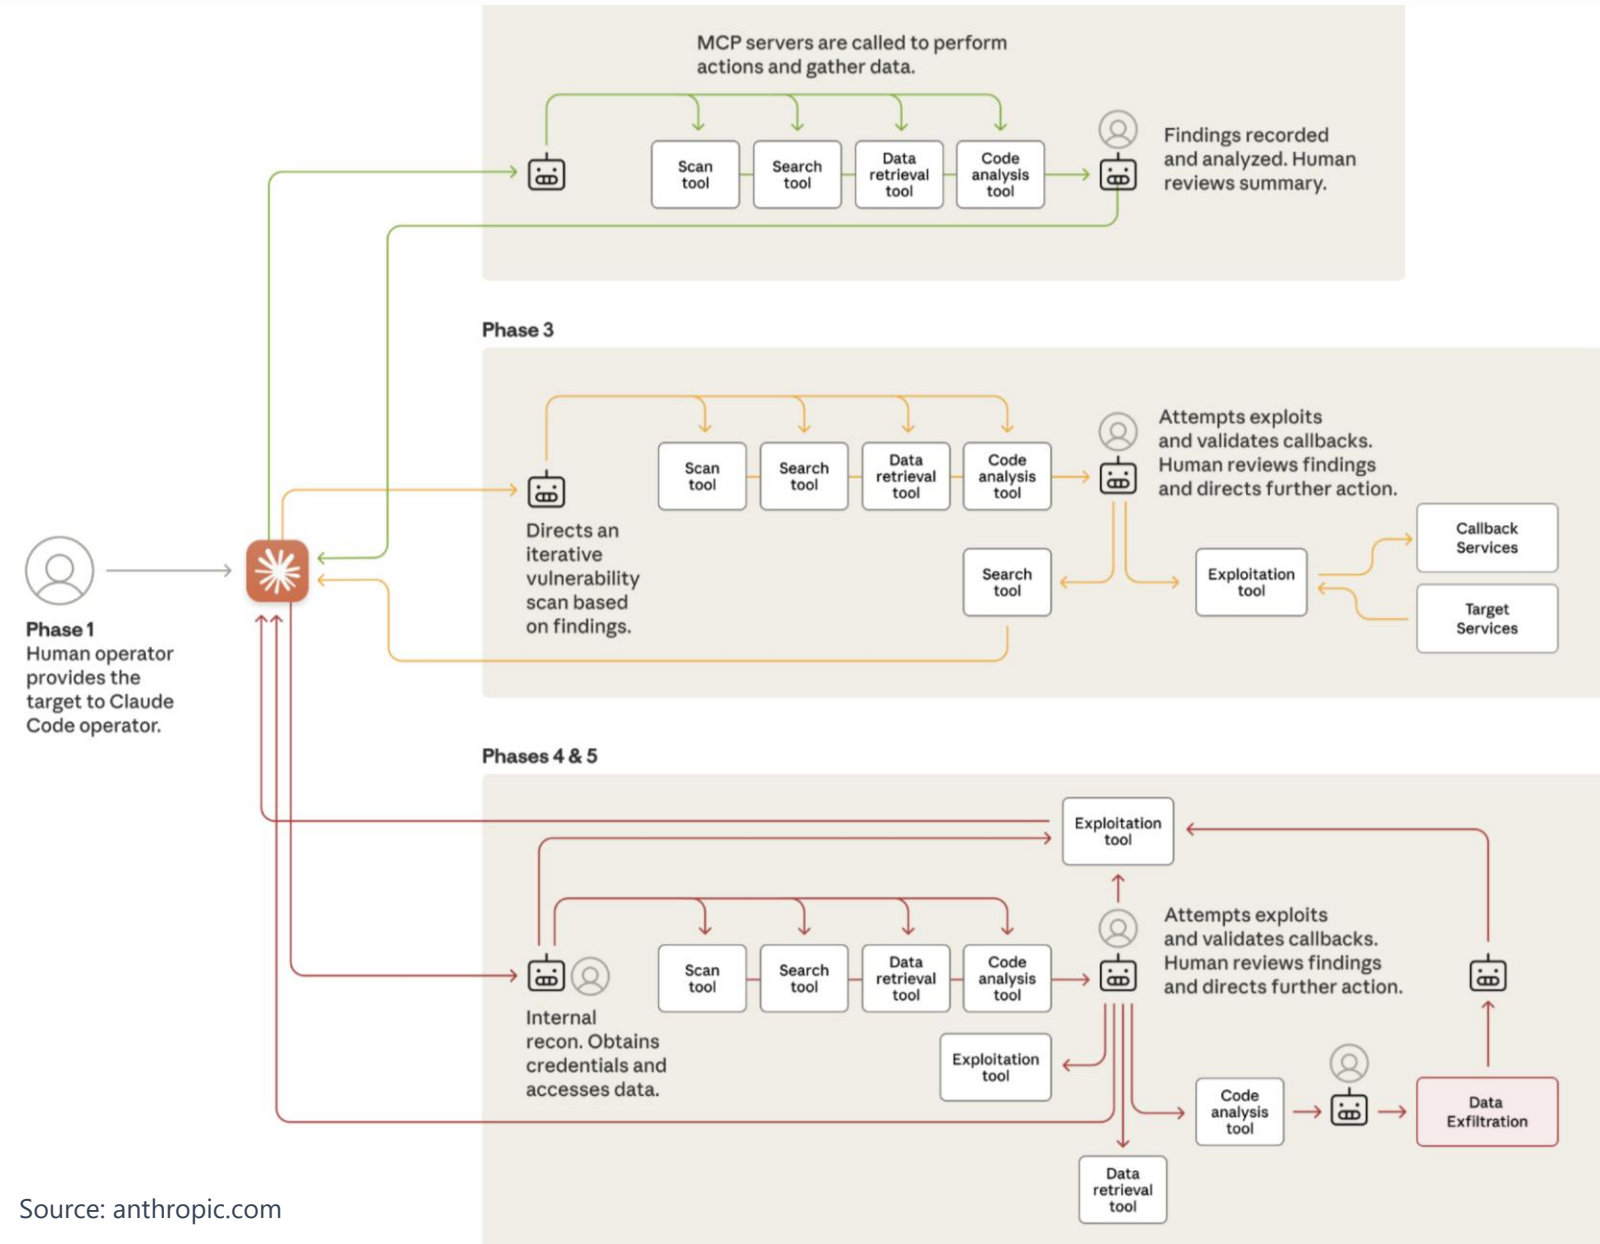 MCP servers are called to perform
actions and gather data.
Scan
tool
Search
tool
Data
retrieval
tool
Code
analysis
tool
Findings recorded
and analyzed. Human
reviews summary.
Phase 3
Scan
tool
Search
tool
Data
retrieval
tool
Code
analysis
tool
Attempts exploits
and validates callbacks.
Human reviews findings
and directs further action.
Directs an
iterative
vulnerability
scan based
on findings.
Search
tool
Exploitation
tool
Callback
Services
Target
Services
Phase 1
Human operator
provides the
target to Claude
Code operator.
Phases 4 & 5
Exploitation
tool
Scan
tool
Search
tool
Data
retrieval
tool
Code
analysis
tool
Attempts exploits
and validates callbacks.
Human reviews findings
and directs further action.
Internal
recon. Obtains
credentials and
accesses data.
Exploitation
tool
Code
analysis
tool
Data
Exfiltration
Data
retrieval
tool
Source: anthropic.com